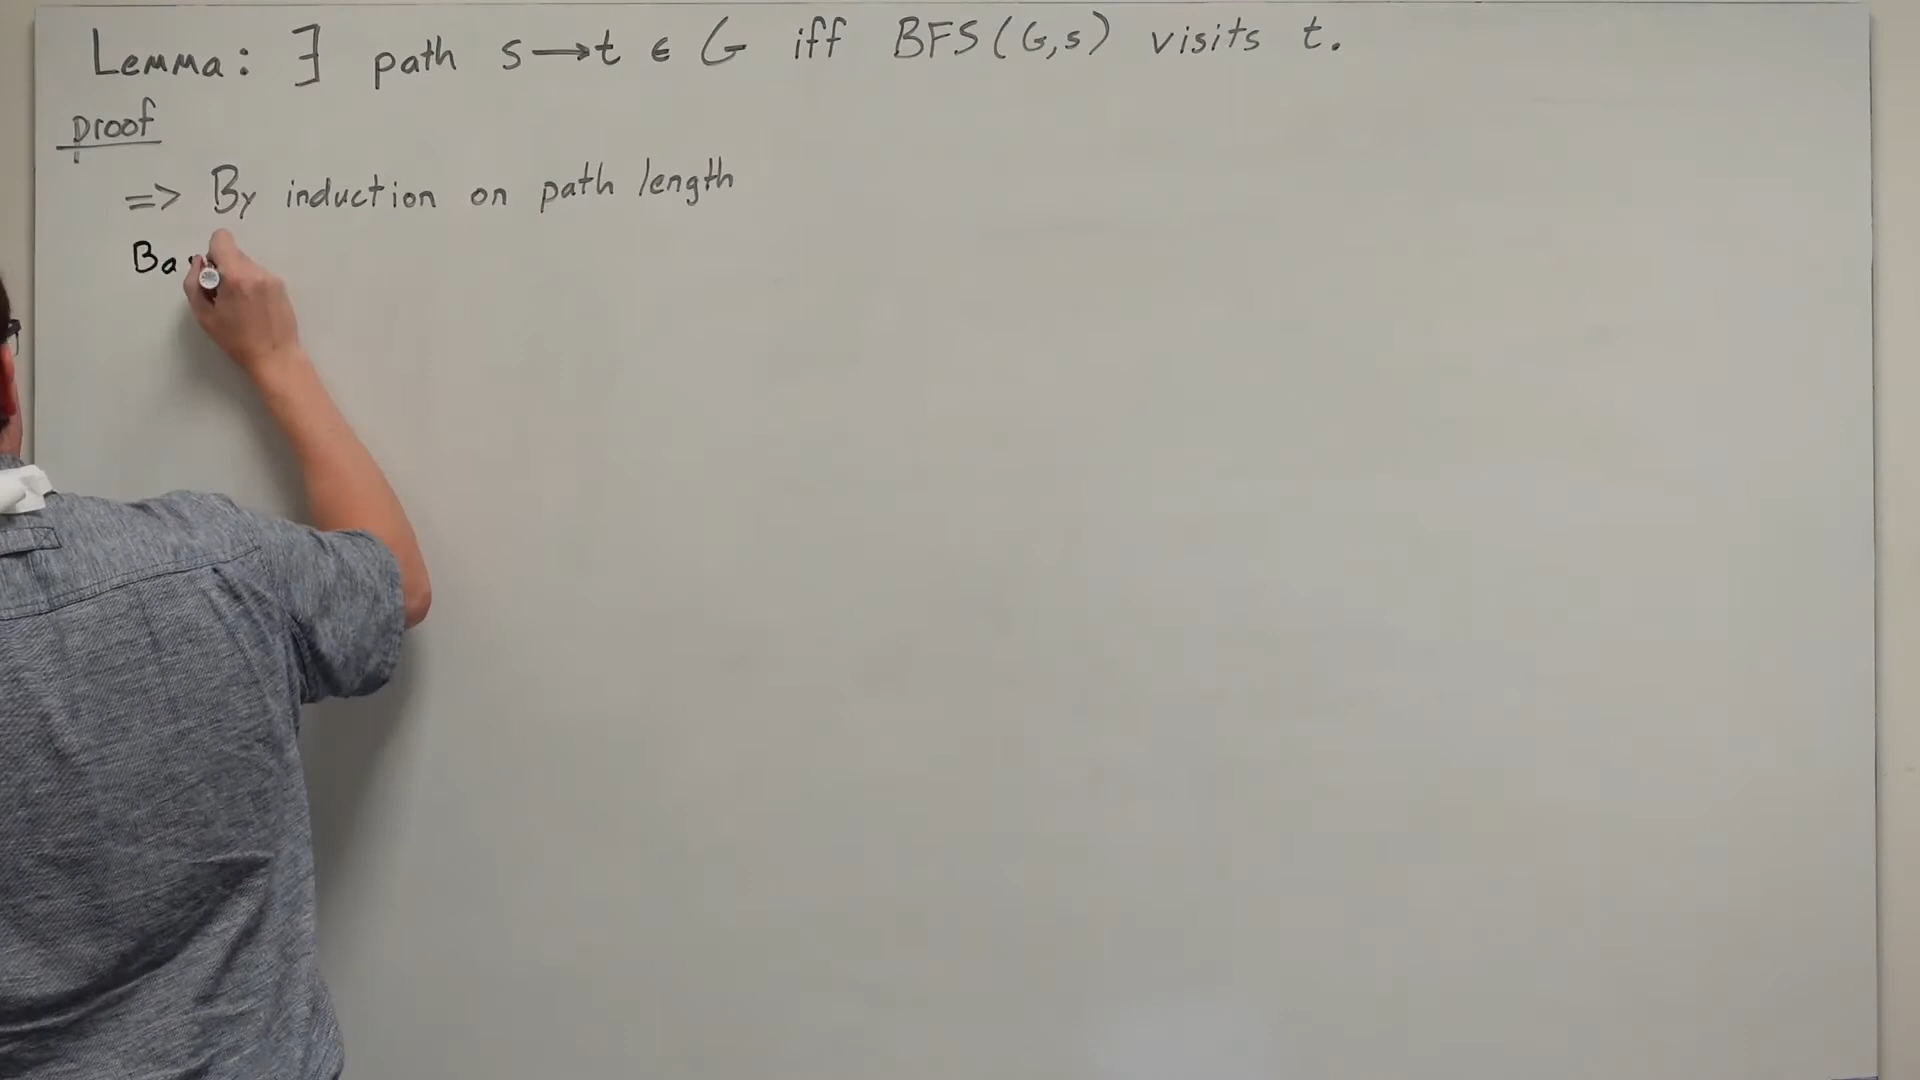 Lemma: ∃ path s→t ∈ G iff BFS(G,s) visits t.
proof
=> By induction on path length
Ba